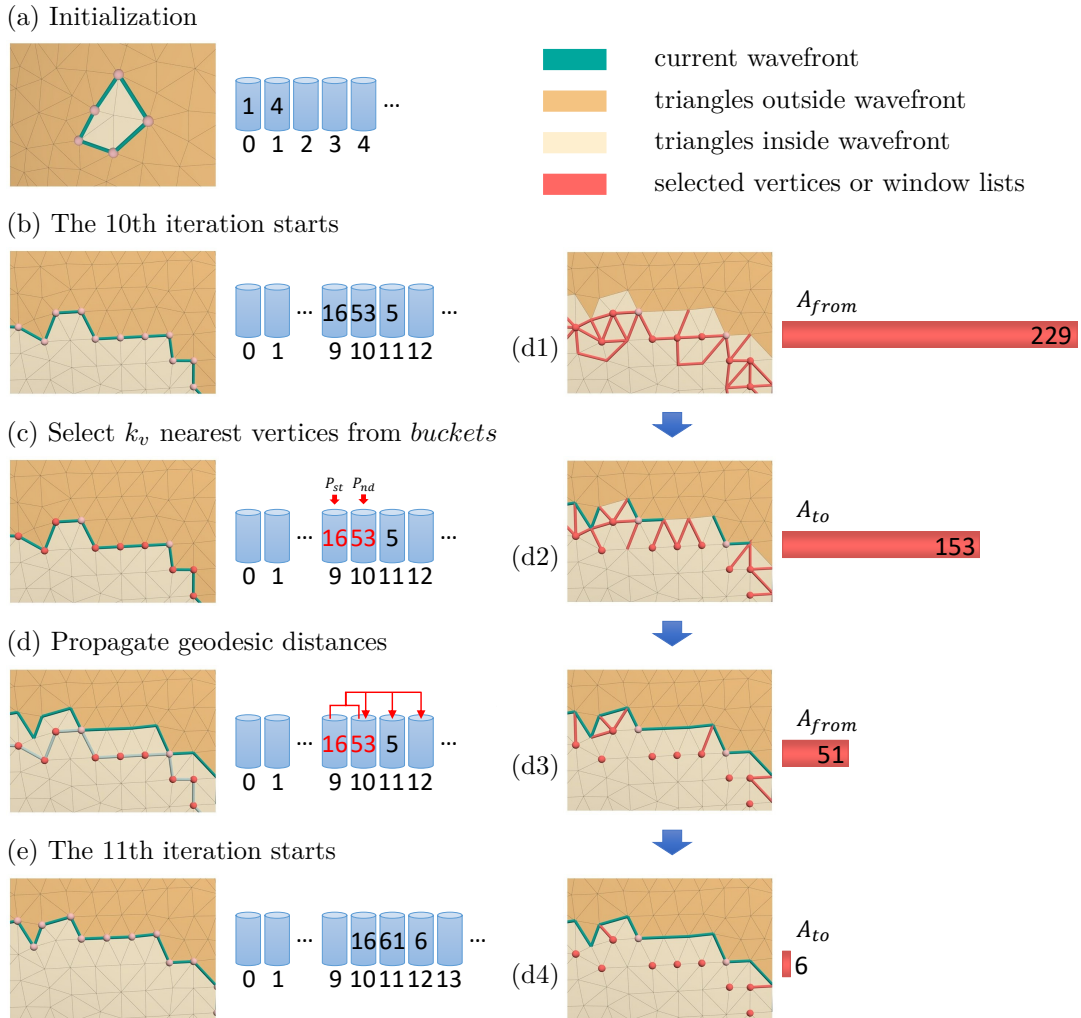 (a) Initialization
1 4 ...
0 1 2 3 4
current wavefront
triangles outside wavefront
triangles inside wavefront
selected vertices or window lists
(b) The 10th iteration starts
... 16 53 5 ...
0 1 9 10 11 12
(c) Select k_v nearest vertices from buckets
P_st P_nd
... 16 53 5 ...
0 1 9 10 11 12
(d) Propagate geodesic distances
... 16 53 5 ...
0 1 9 10 11 12
(e) The 11th iteration starts
... 16 61 6 ...
0 1 9 10 11 12 13
(d1)
A_from
229
(d2)
A_to
153
(d3)
A_from
51
(d4)
A_to
6